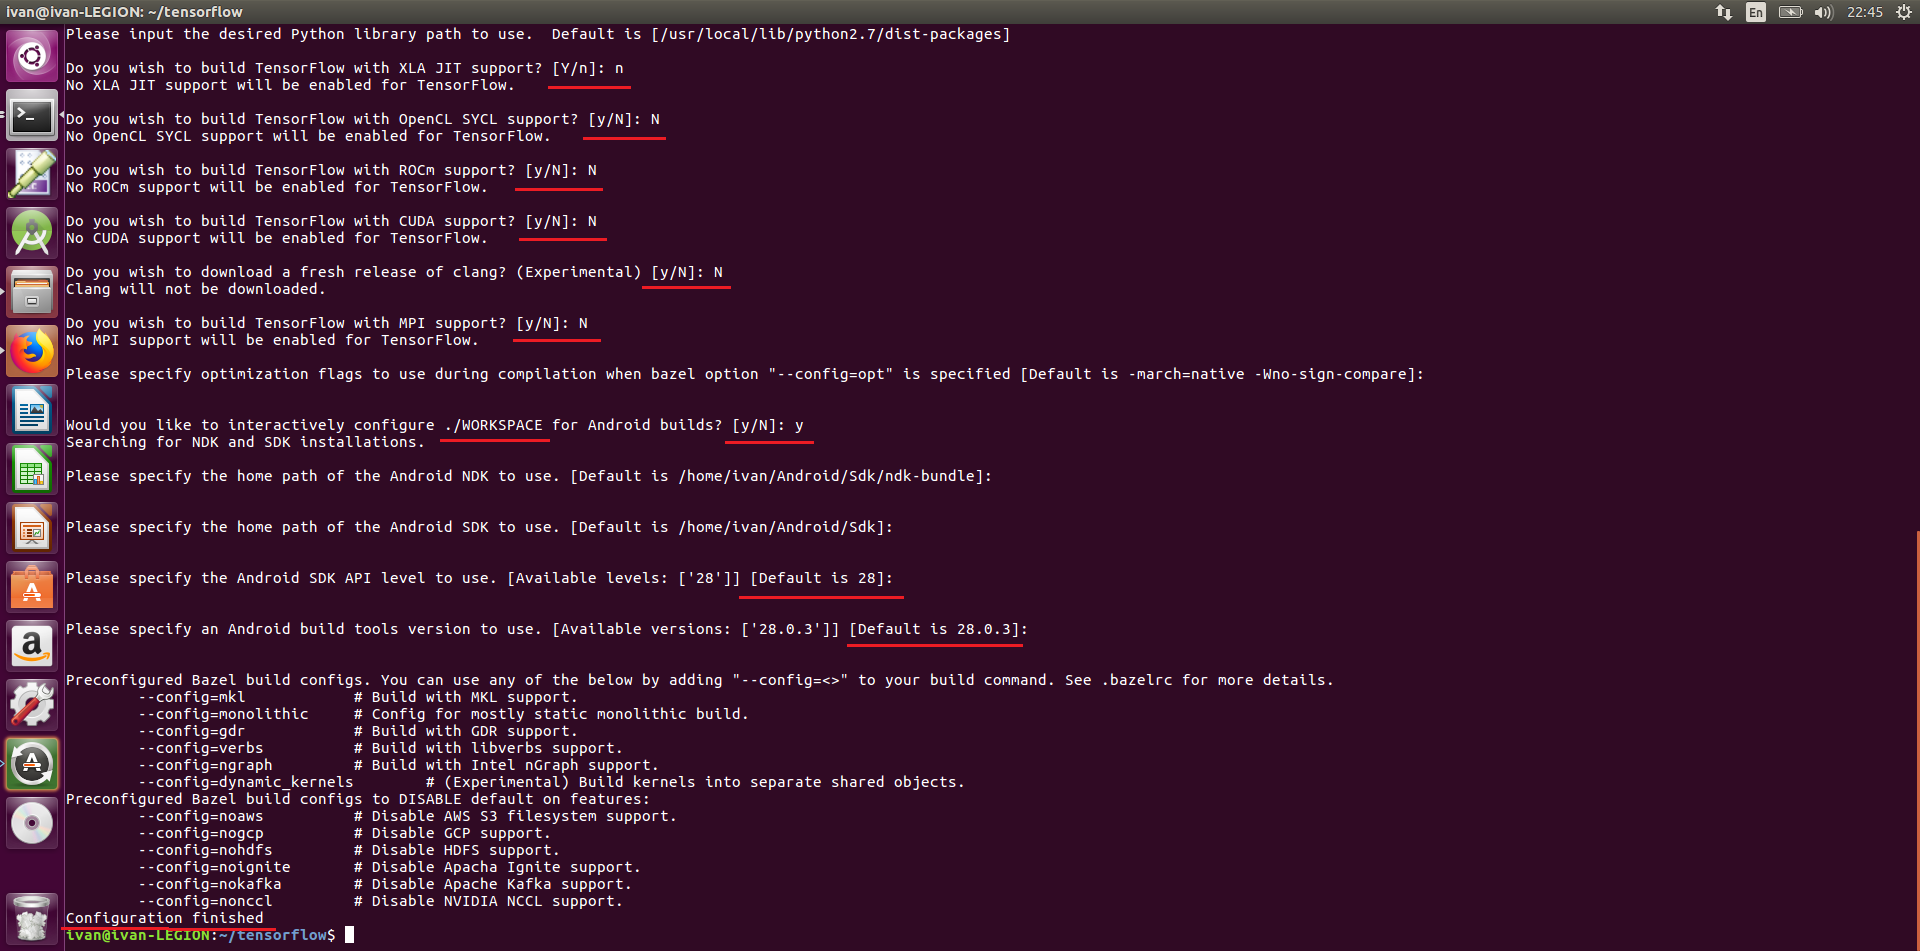 ivan@ivan-LEGION: ~/tensorflow
En
22:45
Please input the desired Python library path to use.  Default is [/usr/local/lib/python2.7/dist-packages]
Do you wish to build TensorFlow with XLA JIT support? [Y/n]: n
No XLA JIT support will be enabled for TensorFlow.
Do you wish to build TensorFlow with OpenCL SYCL support? [y/N]: N
No OpenCL SYCL support will be enabled for TensorFlow.
Do you wish to build TensorFlow with ROCm support? [y/N]: N
No ROCm support will be enabled for TensorFlow.
Do you wish to build TensorFlow with CUDA support? [y/N]: N
No CUDA support will be enabled for TensorFlow.
Do you wish to download a fresh release of clang? (Experimental) [y/N]: N
Clang will not be downloaded.
Do you wish to build TensorFlow with MPI support? [y/N]: N
No MPI support will be enabled for TensorFlow.
Please specify optimization flags to use during compilation when bazel option "--config=opt" is specified [Default is -march=native -Wno-sign-compare]:
Would you like to interactively configure ./WORKSPACE for Android builds? [y/N]: y
Searching for NDK and SDK installations.
Please specify the home path of the Android NDK to use. [Default is /home/ivan/Android/Sdk/ndk-bundle]:
Please specify the home path of the Android SDK to use. [Default is /home/ivan/Android/Sdk]:
Please specify the Android SDK API level to use. [Available levels: ['28']] [Default is 28]:
Please specify an Android build tools version to use. [Available versions: ['28.0.3']] [Default is 28.0.3]:
Preconfigured Bazel build configs. You can use any of the below by adding "--config=<>" to your build command. See .bazelrc for more details.
--config=mkl            # Build with MKL support.
--config=monolithic     # Config for mostly static monolithic build.
--config=gdr            # Build with GDR support.
--config=verbs          # Build with libverbs support.
--config=ngraph         # Build with Intel nGraph support.
--config=dynamic_kernels        # (Experimental) Build kernels into separate shared objects.
Preconfigured Bazel build configs to DISABLE default on features:
--config=noaws          # Disable AWS S3 filesystem support.
--config=nogcp          # Disable GCP support.
--config=nohdfs         # Disable HDFS support.
--config=noignite       # Disable Apacha Ignite support.
--config=nokafka        # Disable Apache Kafka support.
--config=nonccl         # Disable NVIDIA NCCL support.
Configuration finished
ivan@ivan-LEGION:~/tensorflow$